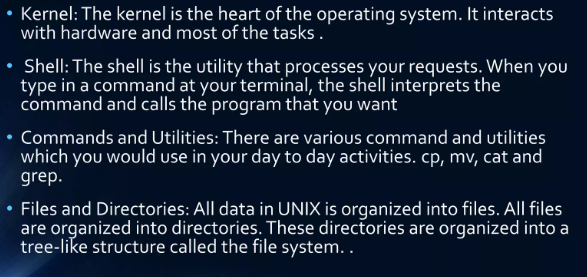 • Kernel: The kernel is the heart of the operating system. It interacts
with hardware and most of the tasks .
• Shell: The shell is the utility that processes your requests. When you
type in a command at your terminal, the shell interprets the
command and calls the program that you want
• Commands and Utilities: There are various command and utilities
which you would use in your day to day activities. cp, mv, cat and
grep.
• Files and Directories: All data in UNIX is organized into files. All files
are organized into directories. These directories are organized into a
tree-like structure called the file system. .